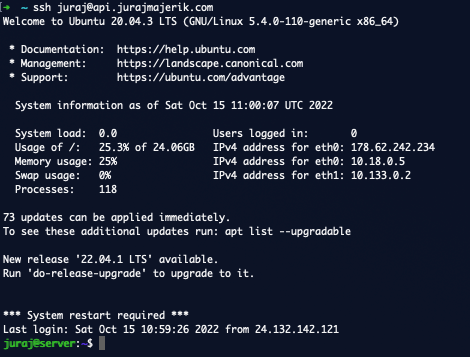 → ~ ssh juraj@api.jurajmajerik.com
Welcome to Ubuntu 20.04.3 LTS (GNU/Linux 5.4.0-110-generic x86_64)
* Documentation: https://help.ubuntu.com
* Management: https://landscape.canonical.com
* Support: https://ubuntu.com/advantage
System information as of Sat Oct 15 11:00:07 UTC 2022
System load: 0.0 Users logged in: 0
Usage of /: 25.3% of 24.06GB IPv4 address for eth0: 178.62.242.234
Memory usage: 25% IPv4 address for eth0: 10.18.0.5
Swap usage: 0% IPv4 address for eth1: 10.133.0.2
Processes: 118
73 updates can be applied immediately.
To see these additional updates run: apt list --upgradable
New release '22.04.1 LTS' available.
Run 'do-release-upgrade' to upgrade to it.
*** System restart required ***
Last login: Sat Oct 15 10:59:26 2022 from 24.132.142.121
juraj@server:~$